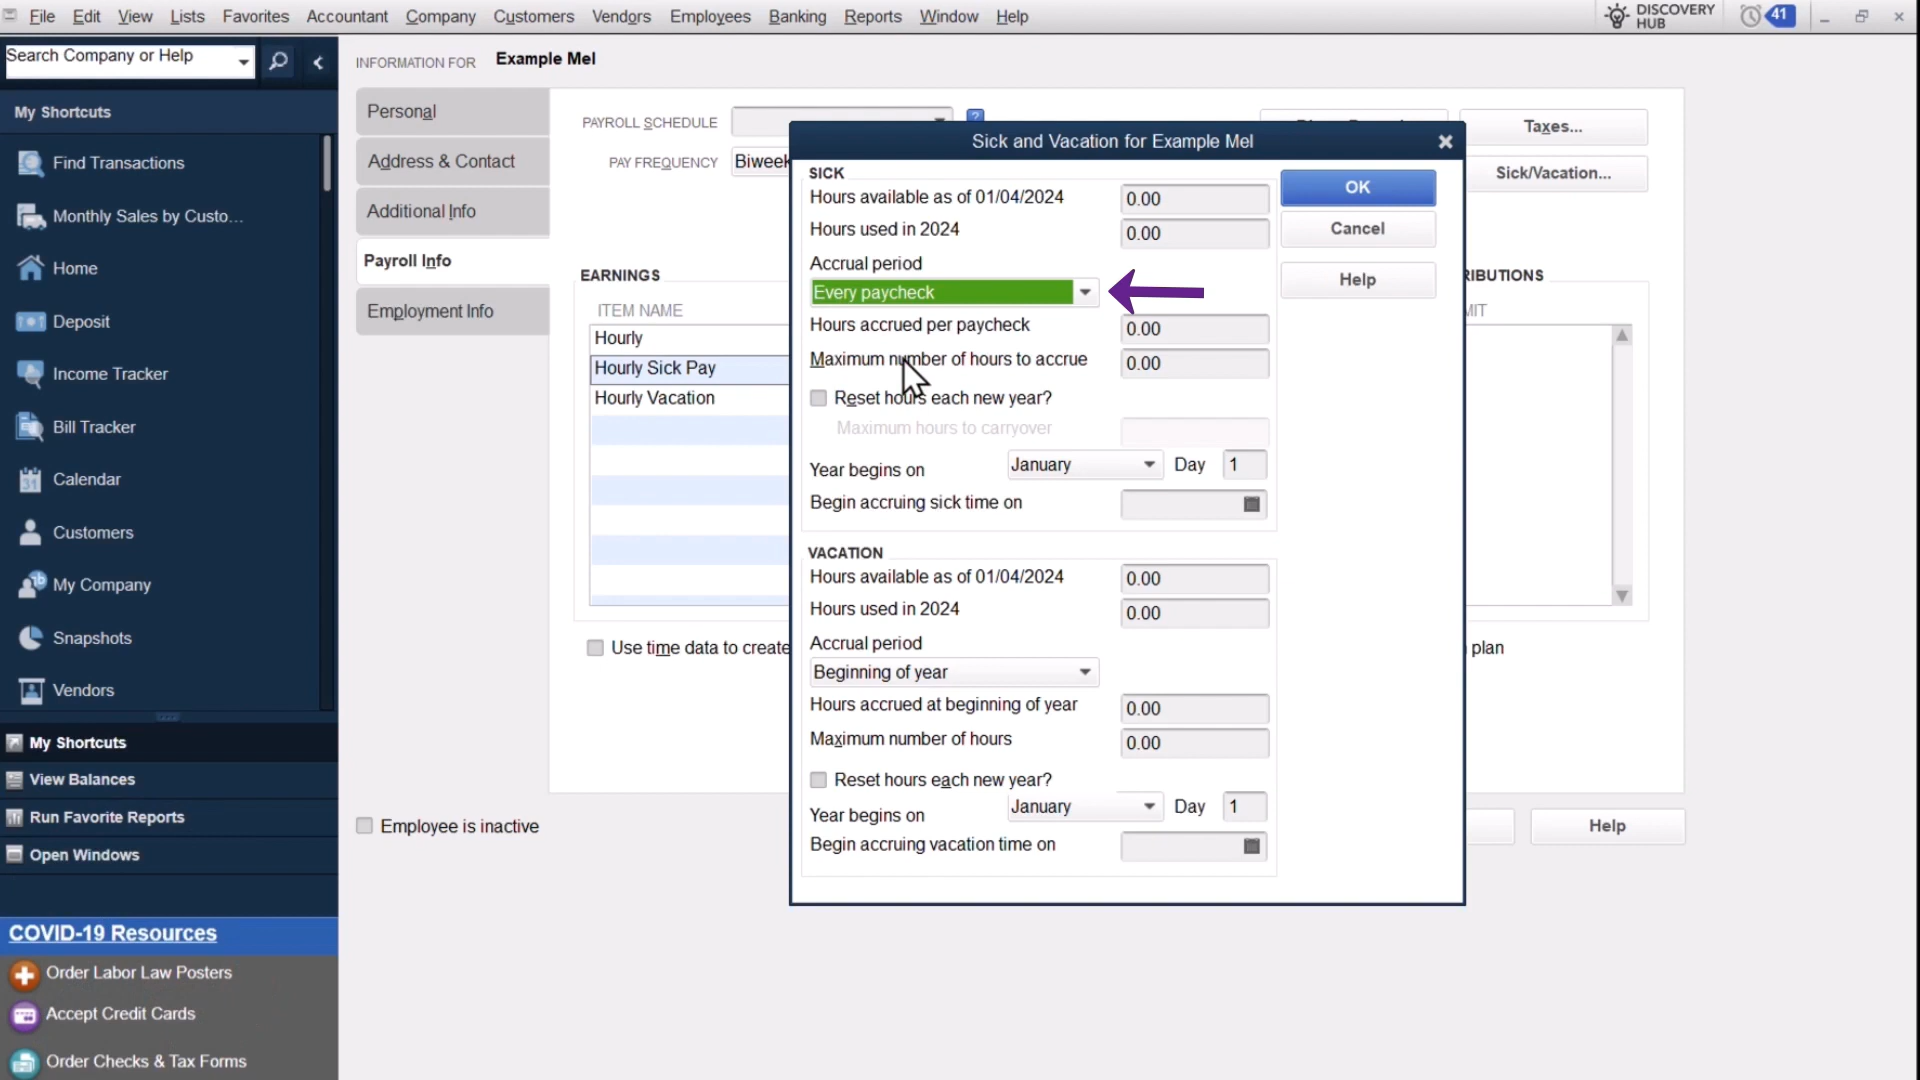 File Edit View Lists Favorites Accountant Company Customers Vendors Employees Banking Reports Window Help
DISCOVERY HUB
41
Search Company or Help
INFORMATION FOR Example Mel
My Shortcuts
Find Transactions
Monthly Sales by Custo...
Home
Deposit
Income Tracker
Bill Tracker
Calendar
31
Customers
My Company
Snapshots
Vendors
My Shortcuts
View Balances
Run Favorite Reports
Open Windows
COVID-19 Resources
Order Labor Law Posters
Accept Credit Cards
Order Checks & Tax Forms
Personal
Address & Contact
Additional Info
Payroll Info
Employment Info
PAYROLL SCHEDULE
?
PAY FREQUENCY Biweek
Taxes...
Sick/Vacation...
EARNINGS
ITEM NAME
Hourly
Hourly Sick Pay
Hourly Vacation
RIBUTIONS
MIT
Use time data to create
plan
Employee is inactive
Help
Sick and Vacation for Example Mel
SICK
Hours available as of 01/04/2024 0.00
Hours used in 2024 0.00
Accrual period
Every paycheck
Hours accrued per paycheck 0.00
Maximum number of hours to accrue 0.00
Reset hours each new year?
Maximum hours to carryover
Year begins on January Day 1
Begin accruing sick time on
OK
Cancel
Help
VACATION
Hours available as of 01/04/2024 0.00
Hours used in 2024 0.00
Accrual period
Beginning of year
Hours accrued at beginning of year 0.00
Maximum number of hours 0.00
Reset hours each new year?
Year begins on January Day 1
Begin accruing vacation time on